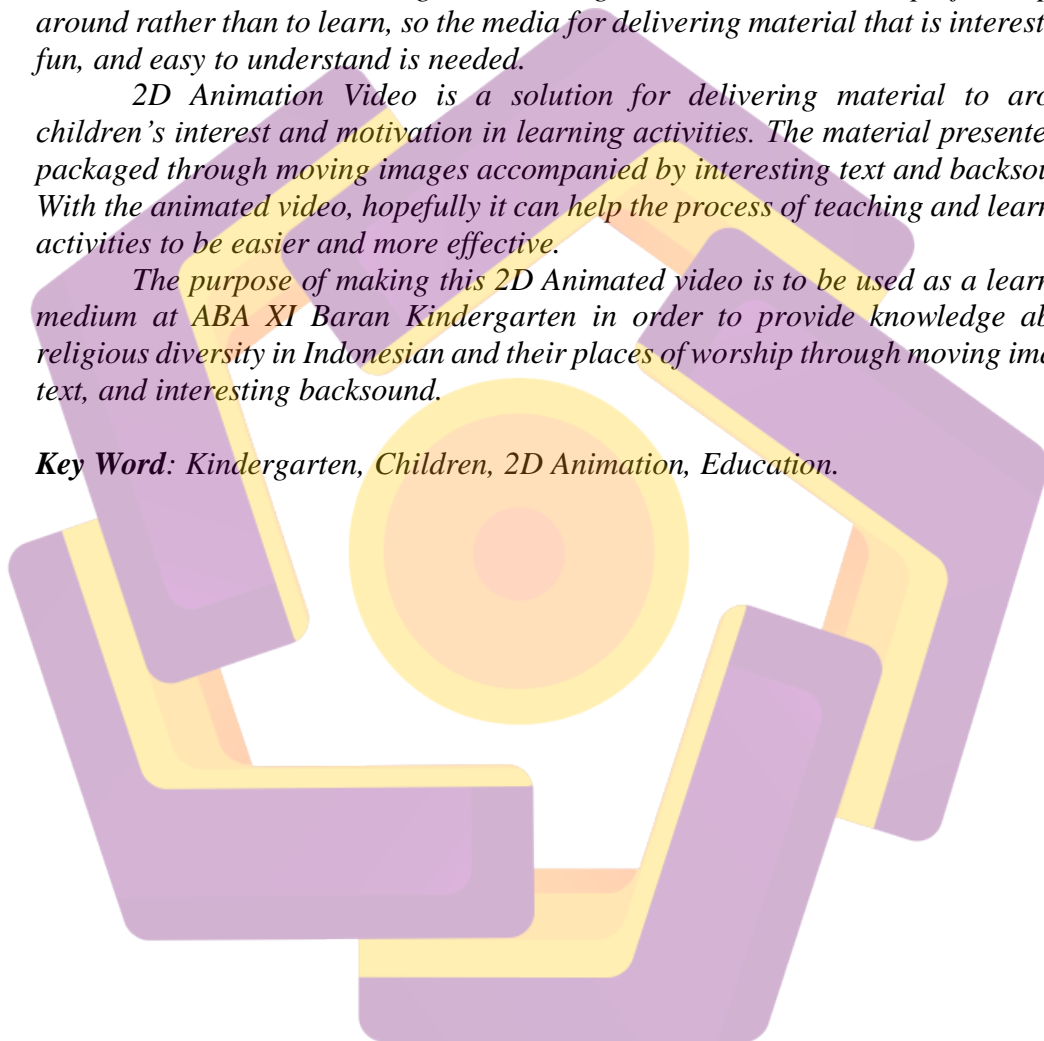 around rather than to learn, so the media for delivering material that is interest
fun, and easy to understand is needed.
2D Animation Video is a solution for delivering material to aro
children's interest and motivation in learning activities. The material presente
packaged through moving images accompanied by interesting text and backsou
With the animated video, hopefully it can help the process of teaching and learn
activities to be easier and more effective.
The purpose of making this 2D Animated video is to be used as a learn
medium at ABA XI Baran Kindergarten in order to provide knowledge ab
religious diversity in Indonesian and their places of worship through moving ima
text, and interesting backsound.
Key Word: Kindergarten, Children, 2D Animation, Education.